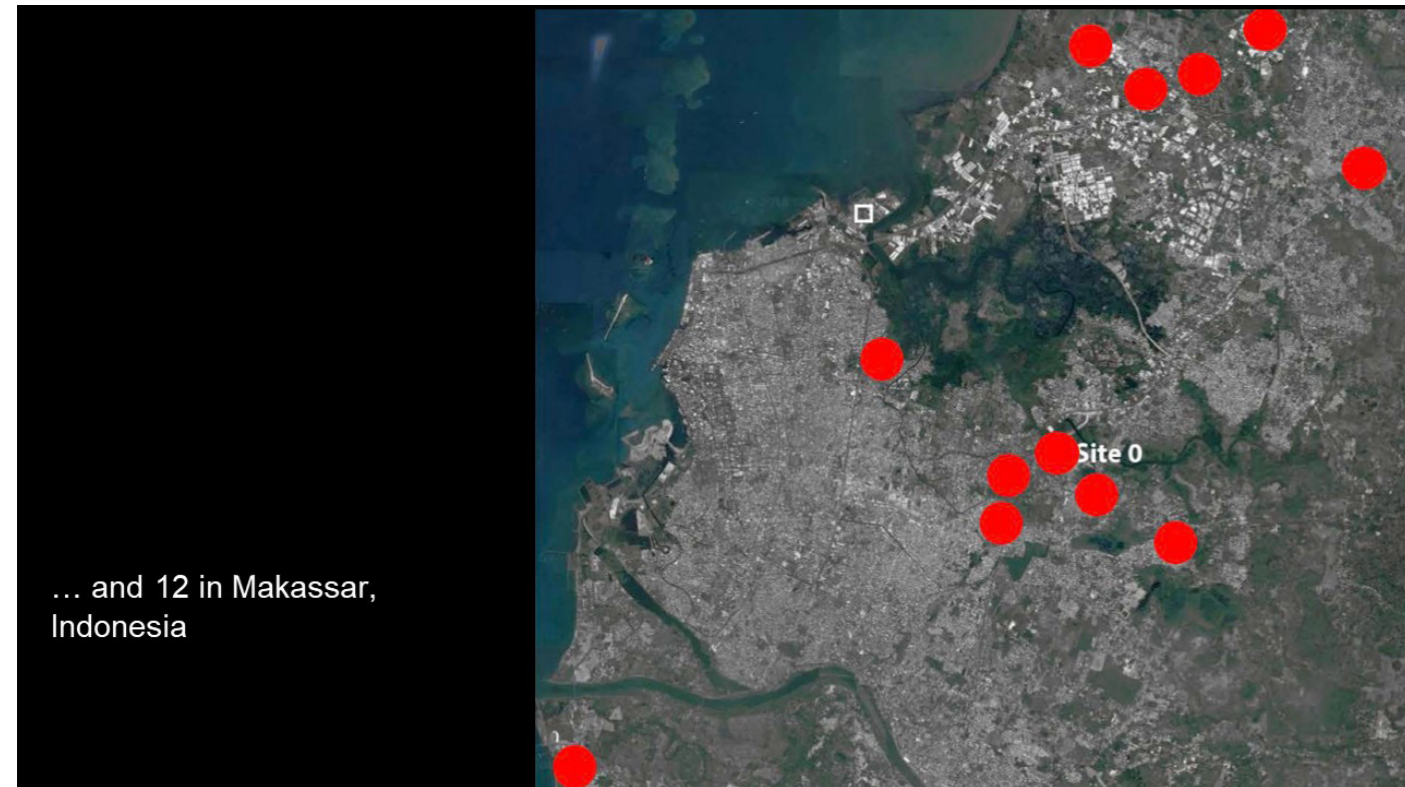 … and 12 in Makassar,
Indonesia
Site 0